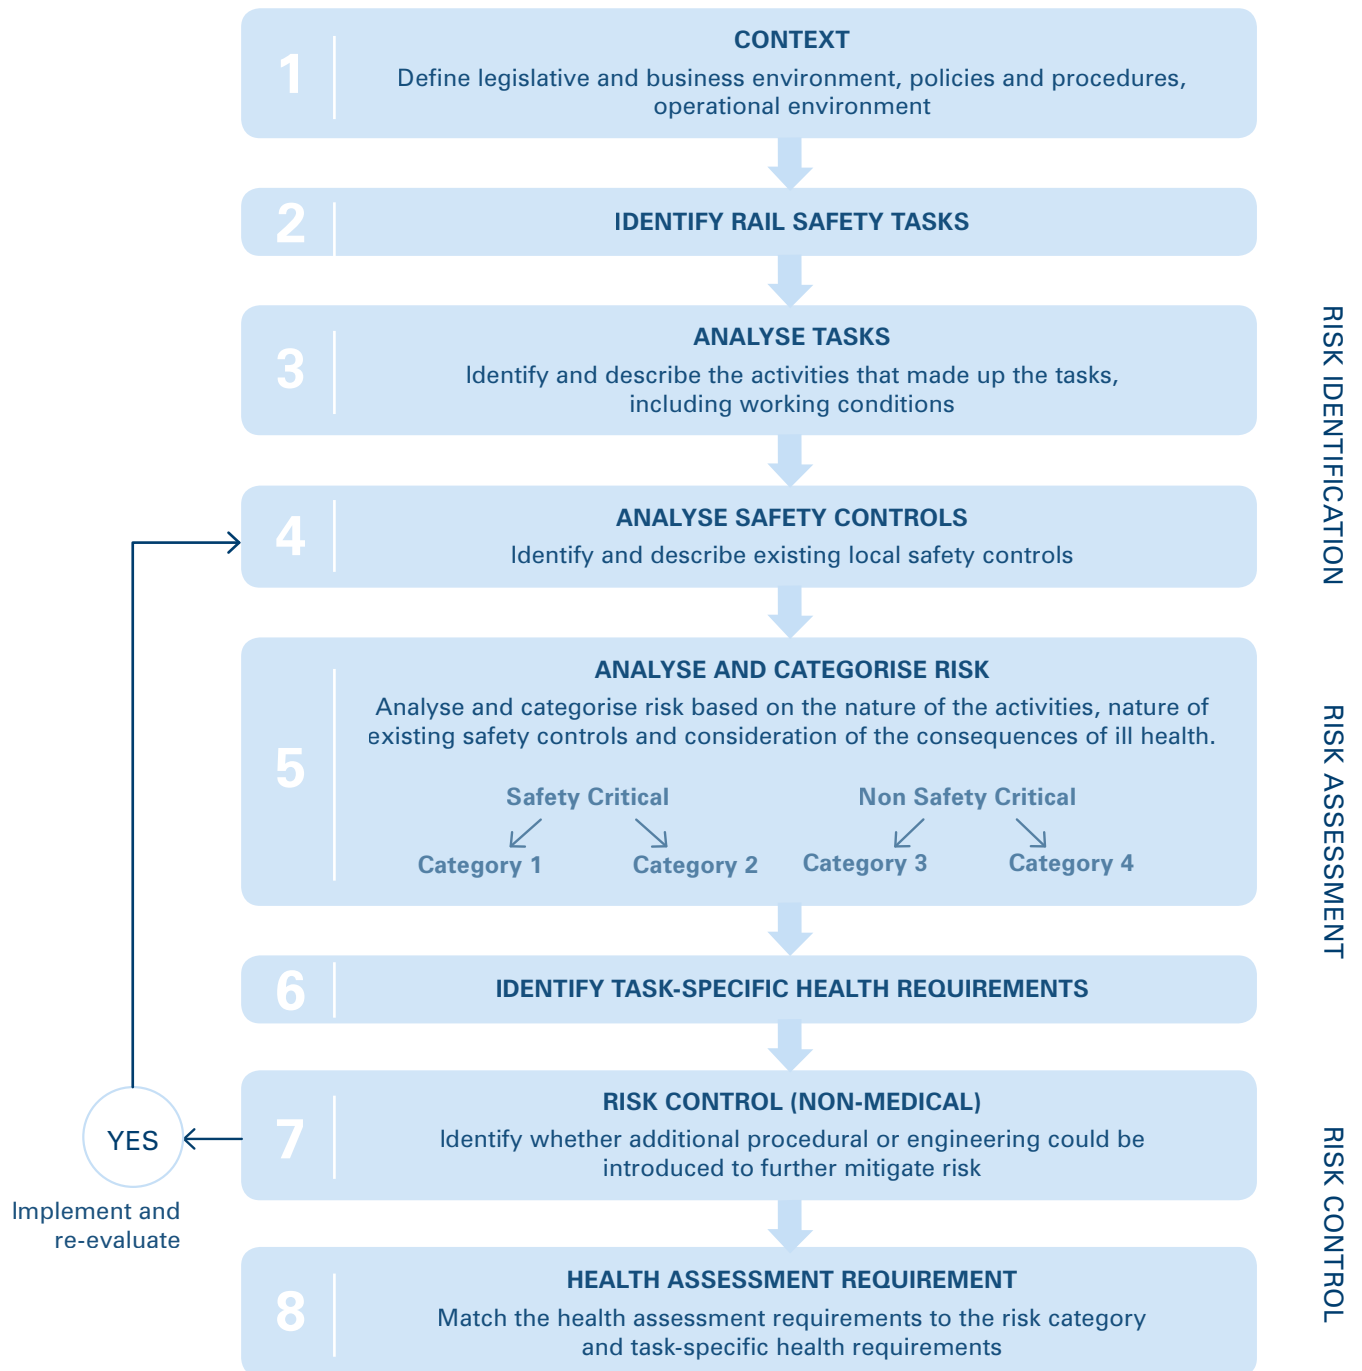 1
CONTEXT
Define legislative and business environment, policies and procedures,
operational environment
2
IDENTIFY RAIL SAFETY TASKS
3
ANALYSE TASKS
Identify and describe the activities that made up the tasks,
including working conditions
RISK IDENTIFICATION
4
ANALYSE SAFETY CONTROLS
Identify and describe existing local safety controls
5
ANALYSE AND CATEGORISE RISK
Analyse and categorise risk based on the nature of the activities, nature of
existing safety controls and consideration of the consequences of ill health.
Safety Critical
Non Safety Critical
Category 1
Category 2
Category 3
Category 4
RISK ASSESSMENT
6
IDENTIFY TASK-SPECIFIC HEALTH REQUIREMENTS
7
RISK CONTROL (NON-MEDICAL)
Identify whether additional procedural or engineering could be
introduced to further mitigate risk
YES
Implement and
re-evaluate
RISK CONTROL
8
HEALTH ASSESSMENT REQUIREMENT
Match the health assessment requirements to the risk category
and task-specific health requirements